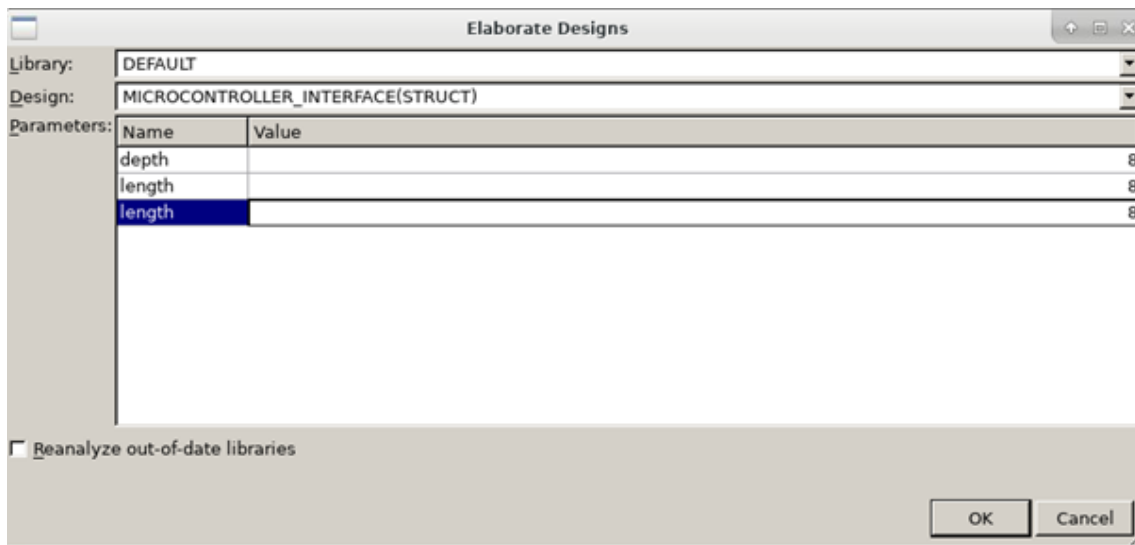 Elaborate Designs
Library: DEFAULT
Design: MICROCONTROLLER_INTERFACE(STRUCT)
Parameters: Name Value
depth 8
length 8
length 8
Reanalyze out-of-date libraries
OK Cancel